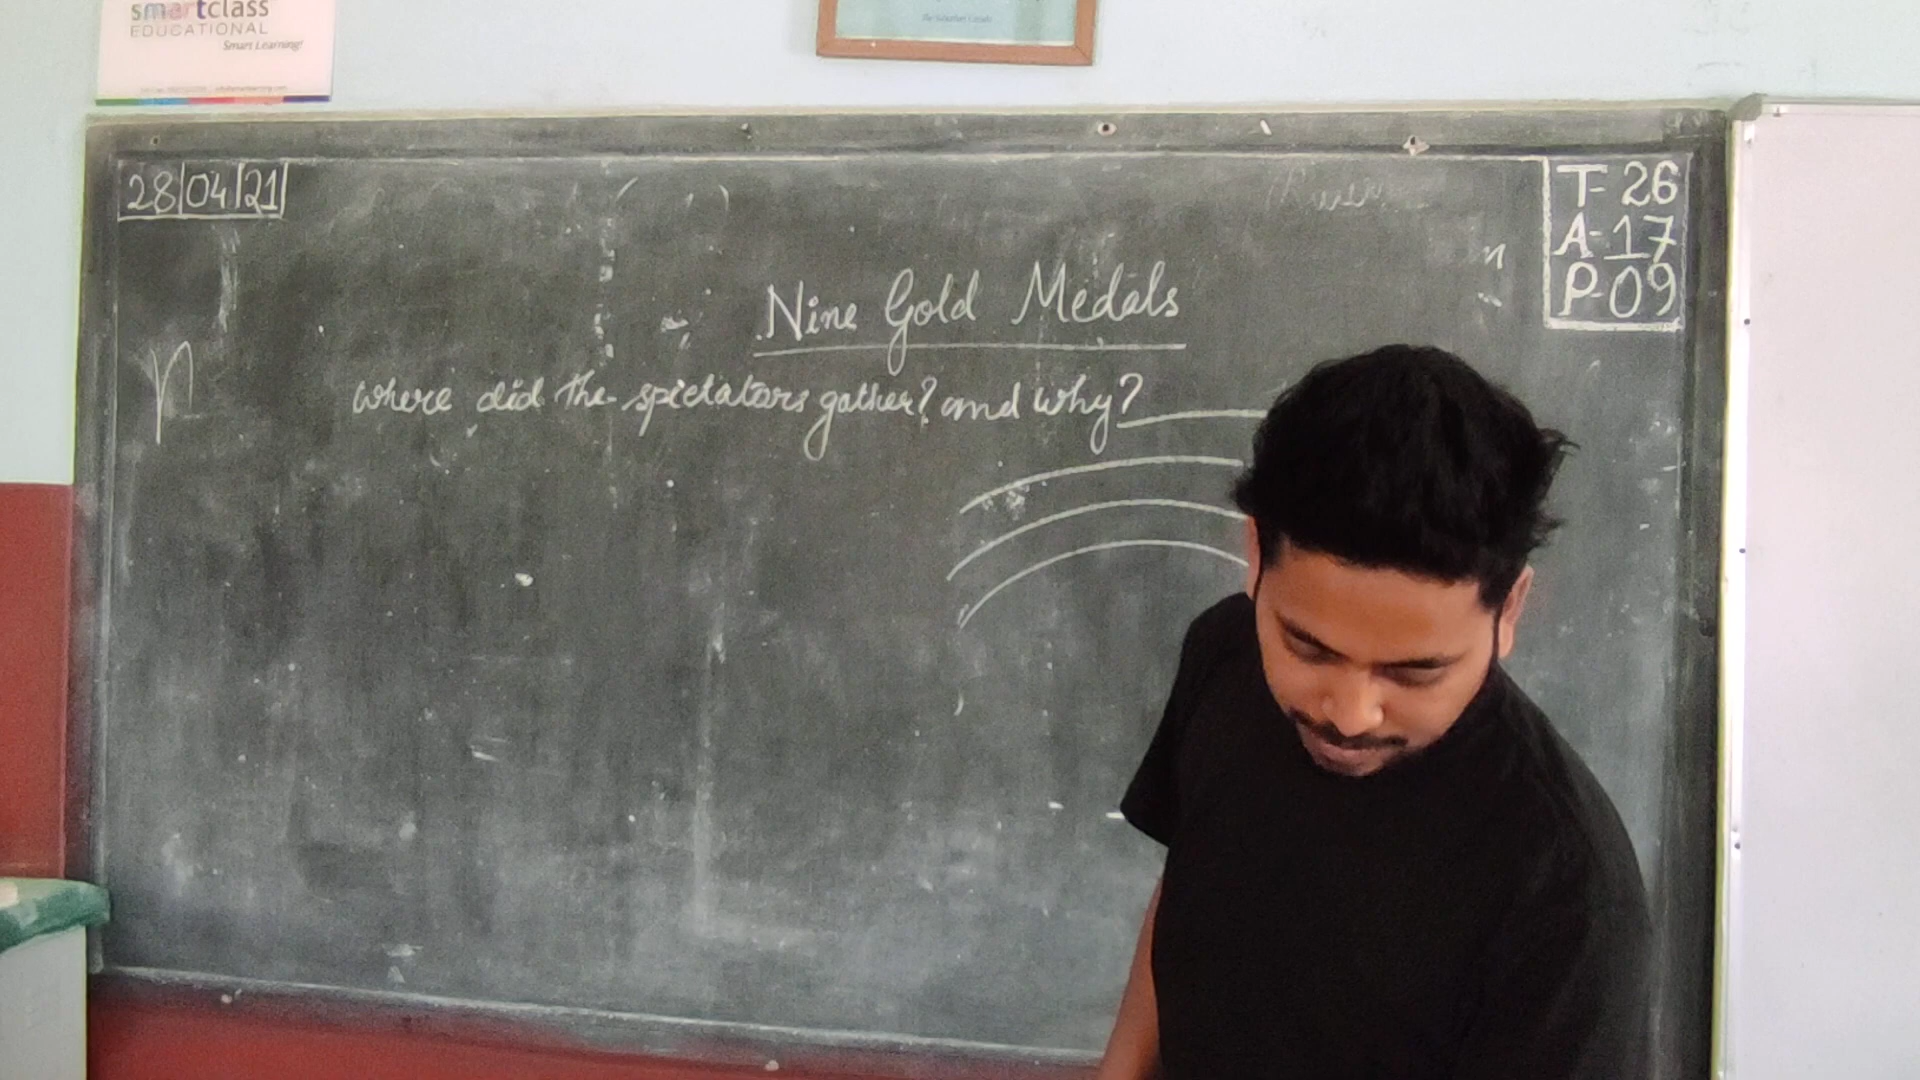 smartclass
EDUCATIONAL
Smart Learning!
28|04|21
T- 26
A- 17
P- 09
Nine Gold Medals
where did the spectators gather? and why?
n